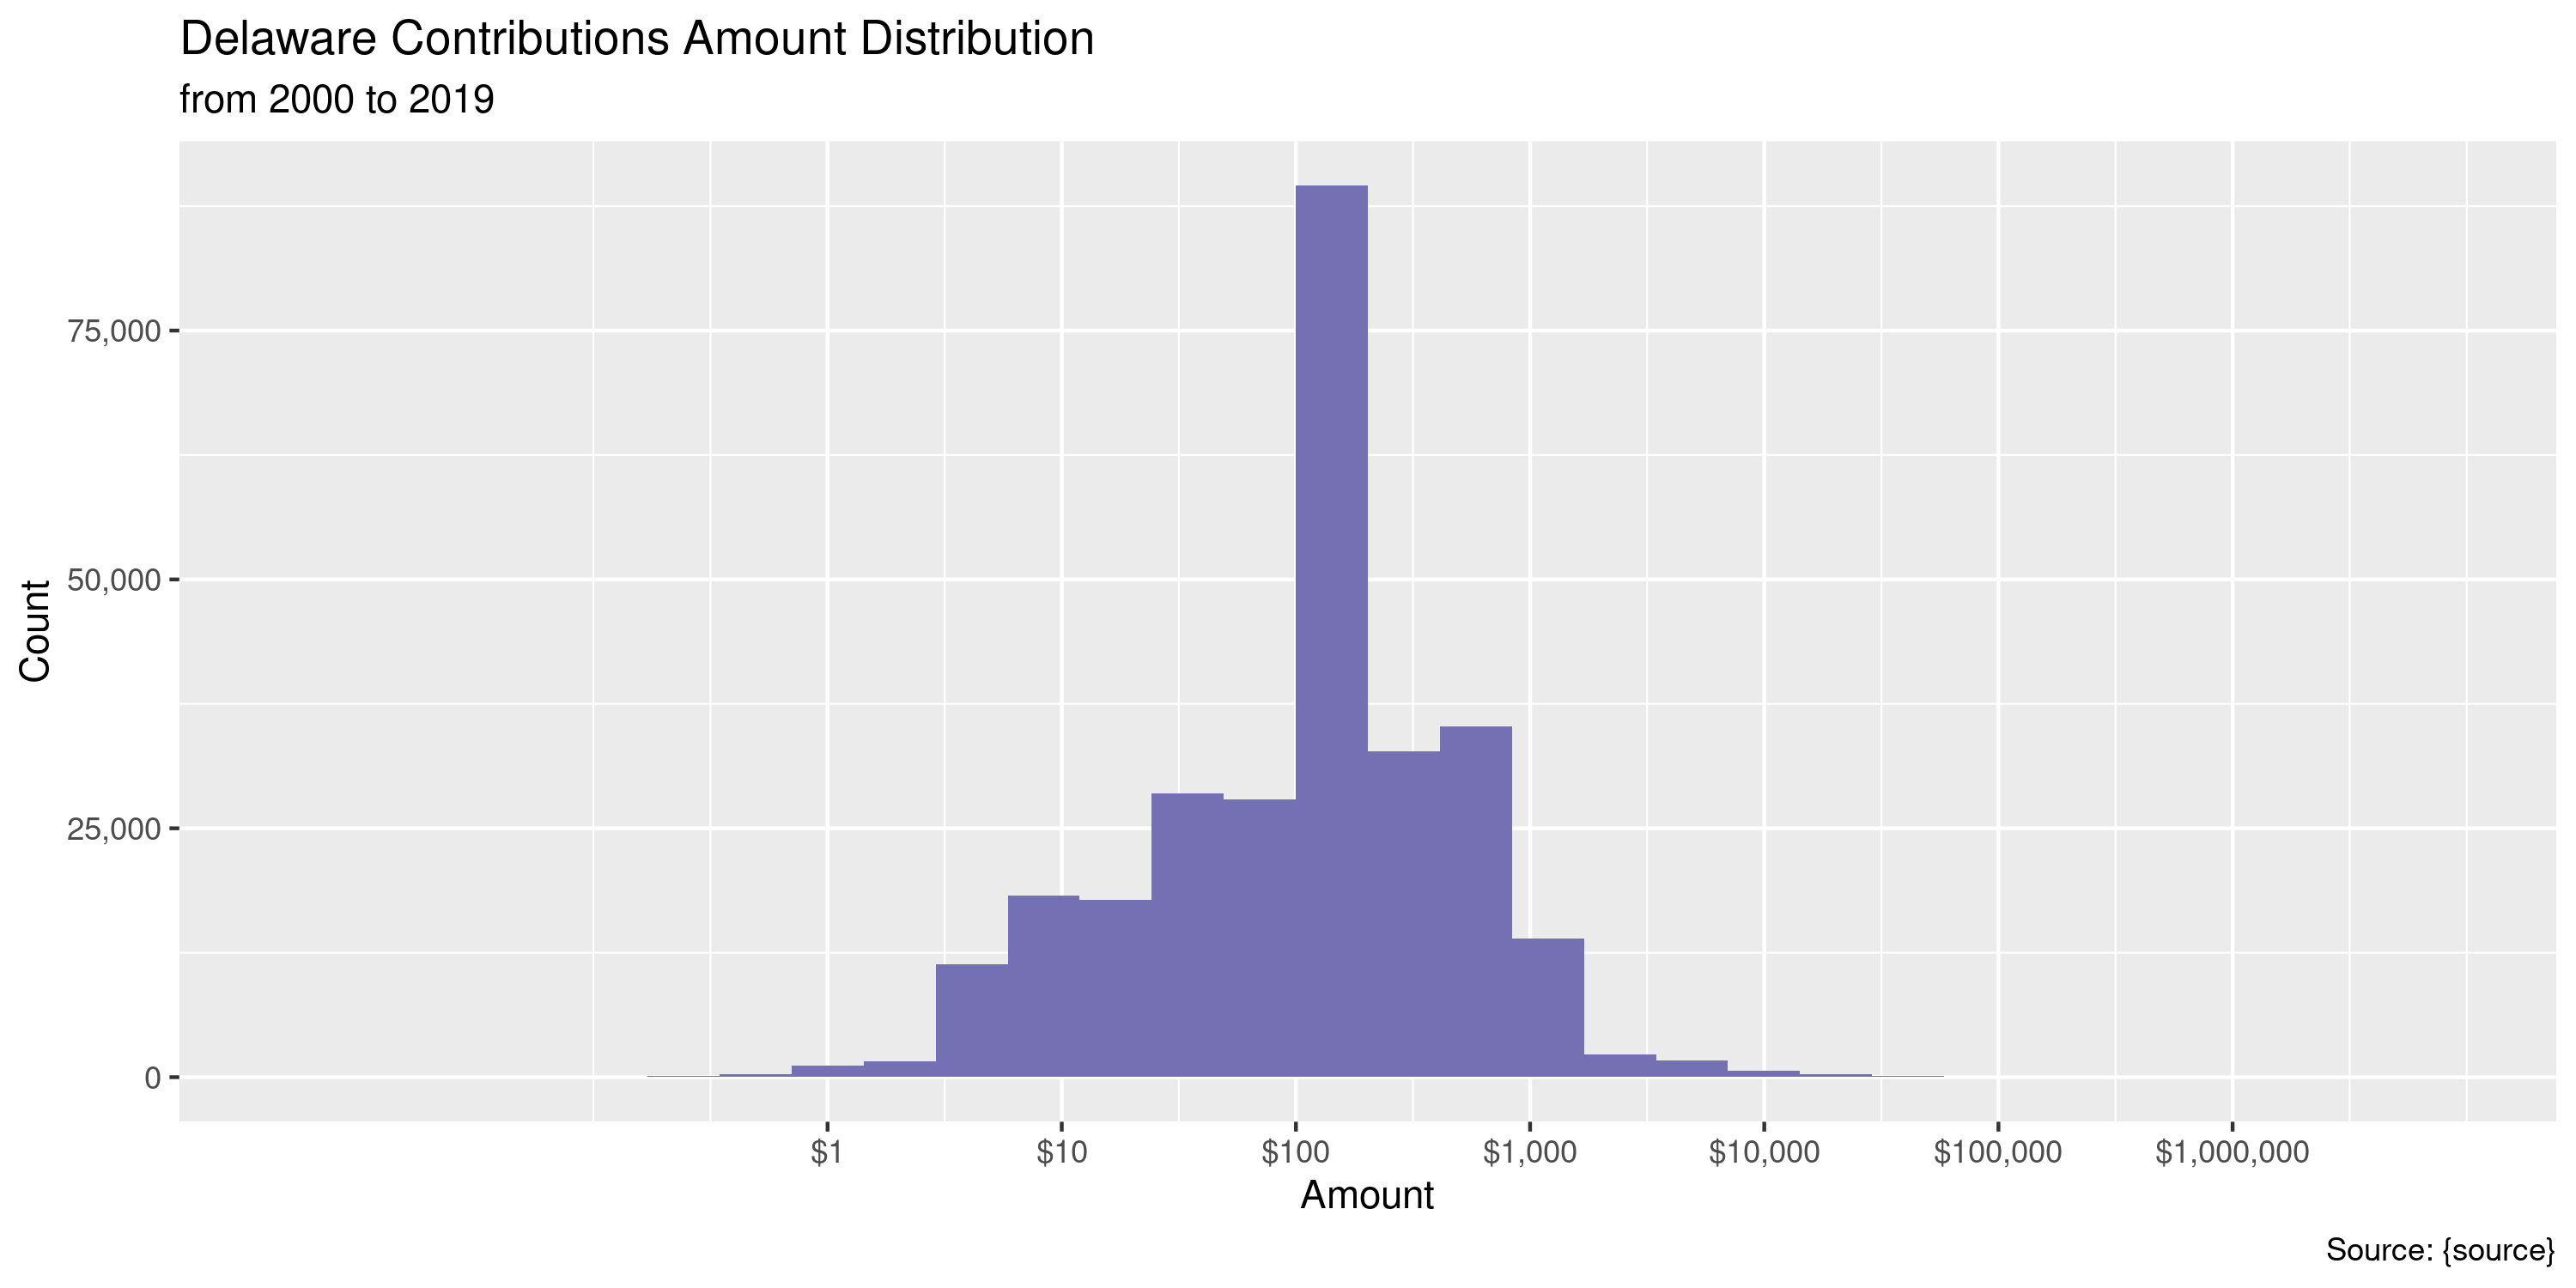 Delaware Contributions Amount Distribution
from 2000 to 2019
Count
75,000
50,000
25,000
0
$1 $10 $100 $1,000 $10,000 $100,000 $1,000,000
Amount
Source: {source}